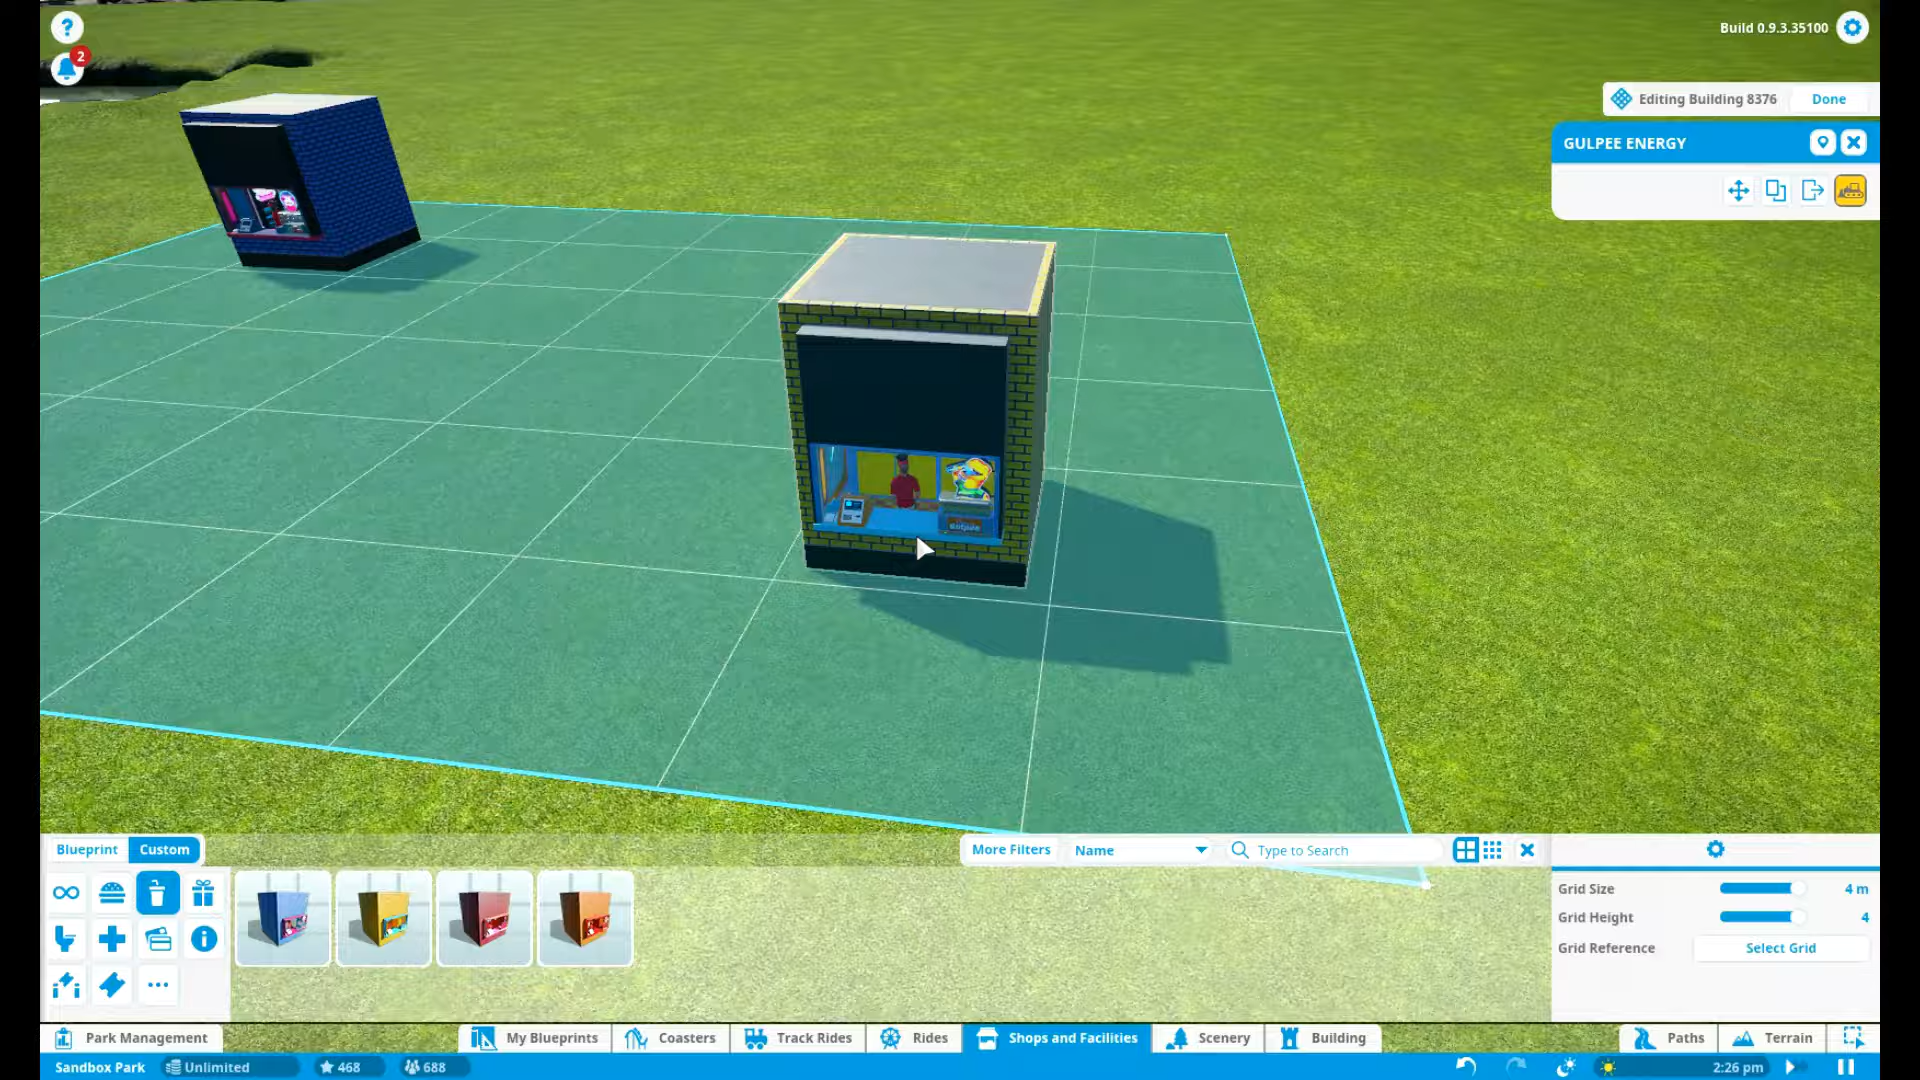 ?
Build 0.9.3.35100
2
Editing Building 8376
Done
GULPEE ENERGY
Blueprint
Custom
More Filters
Name
Type to Search
Grid Size
4 m
Grid Height
4
Grid Reference
Select Grid
Park Management
My Blueprints
Coasters
Track Rides
Rides
Shops and Facilities
Scenery
Building
Paths
Terrain
Sandbox Park
Unlimited
468
688
2:26 pm